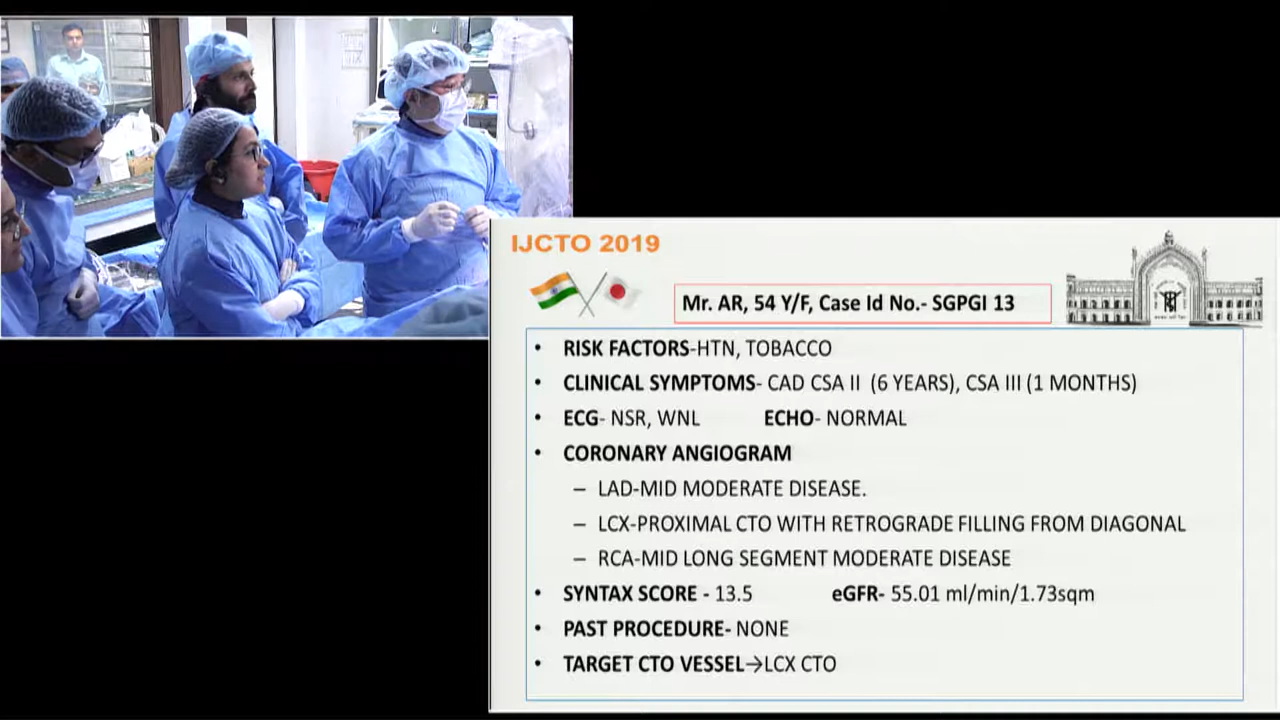 IJCTO 2019
Mr. AR, 54 Y/F, Case Id No.- SGPGI 13
• RISK FACTORS-HTN, TOBACCO
• CLINICAL SYMPTOMS- CAD CSA II (6 YEARS), CSA III (1 MONTHS)
• ECG- NSR, WNL ECHO- NORMAL
• CORONARY ANGIOGRAM
– LAD-MID MODERATE DISEASE.
– LCX-PROXIMAL CTO WITH RETROGRADE FILLING FROM DIAGONAL
– RCA-MID LONG SEGMENT MODERATE DISEASE
• SYNTAX SCORE - 13.5 eGFR- 55.01 ml/min/1.73sqm
• PAST PROCEDURE- NONE
• TARGET CTO VESSEL→LCX CTO